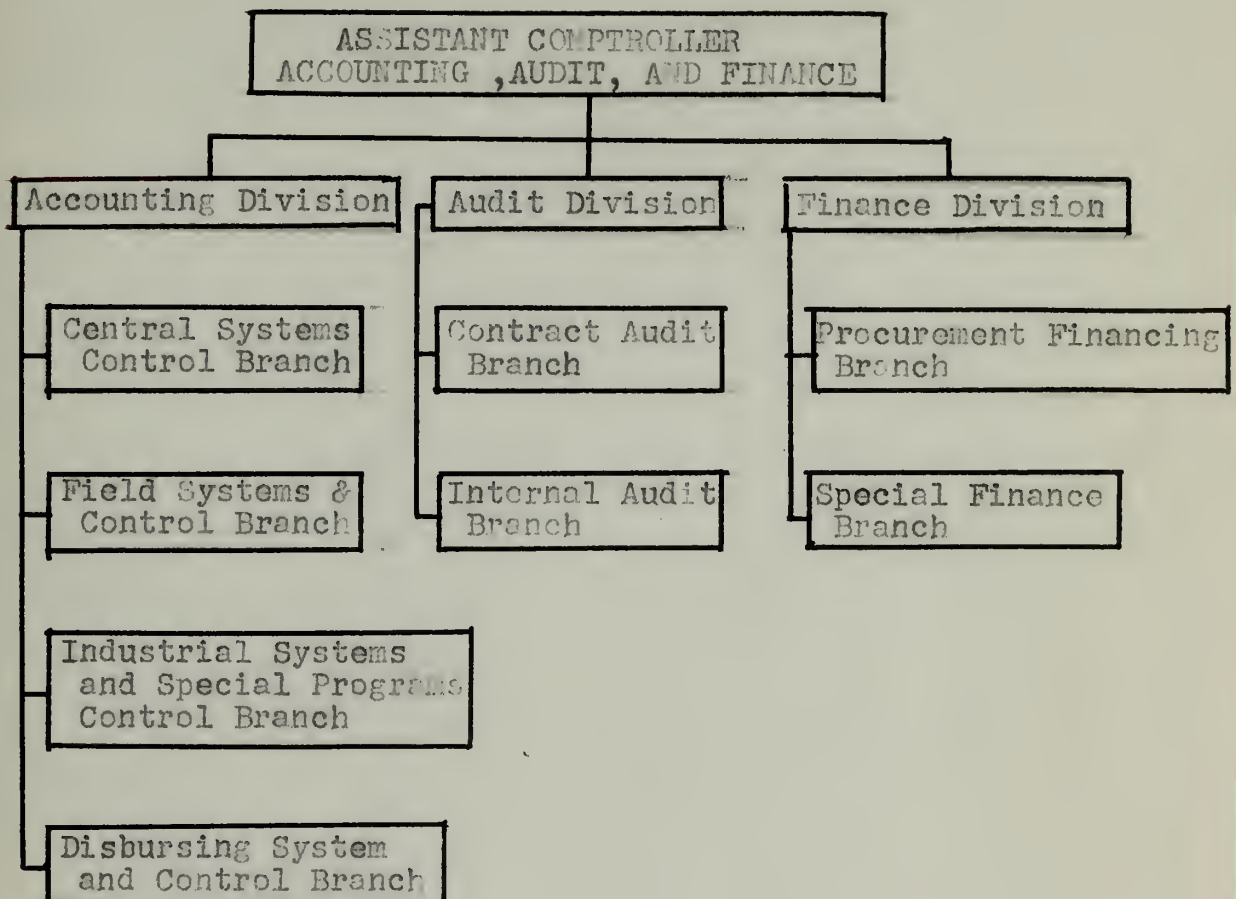 ASSISTANT COMPTROLLER
ACCOUNTING ,AUDIT, AND FINANCE
Accounting Division
Audit Division
Finance Division
Central Systems
Control Branch
Contract Audit
Branch
Procurement Financing
Branch
Field Systems &
Control Branch
Internal Audit
Branch
Special Finance
Branch
Industrial Systems
and Special Programs
Control Branch
Disbursing System
and Control Branch